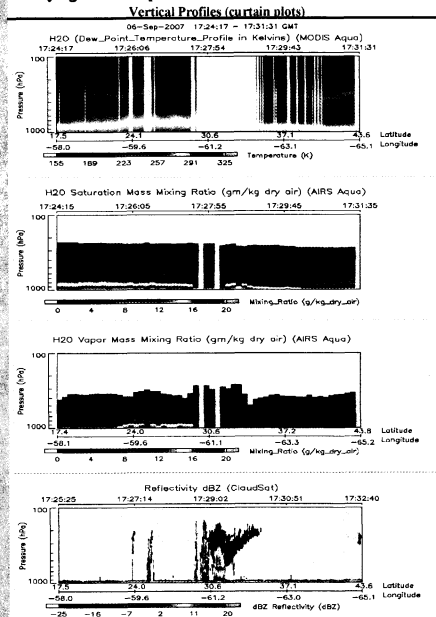 Vertical Profiles (curtain plots)
06-Sep-2007 17:24:17 - 17:31:31 GMT
H2O (Dew_Point_Temperature_Profile in Kelvins) (MODIS Aqua)
17:24:17 17:26:06 17:27:54 17:29:43 17:31:31
100
Pressure (hPa)
1000
17.5 24.1 30.6 37.1 43.6 Latitude
-58.0 -59.6 -61.1 -63.1 -65.1 Longitude
155 189 223 257 291 325 Temperature (K)
H2O Saturation Mass Mixing Ratio (gm/kg dry air) (AIRS Aqua)
17:24:15 17:26:05 17:27:55 17:29:45 17:31:35
100
Pressure (hPa)
1000
0 4 8 12 16 20 Mixing_Ratio (g/kg_dry_air)
H2O Vapor Mass Mixing Ratio (gm/kg dry air) (AIRS Aqua)
100
Pressure (hPa)
1000
17.4 24.0 30.6 37.2 43.8 Latitude
-58.1 -59.6 -61.1 -63.3 -65.2 Longitude
0 4 8 12 16 20 Mixing_Ratio (g/kg_dry_air)
Reflectivity dBZ (CloudSat)
17:25:25 17:27:14 17:29:02 17:30:51 17:32:40
100
Pressure (hPa)
1000
17.5 24.0 30.6 37.1 43.6 Latitude
-58.0 -59.6 -61.2 -63.0 -65.1 Longitude
-25 -16 -7 2 11 20 dBZ Reflectivity (dBZ)